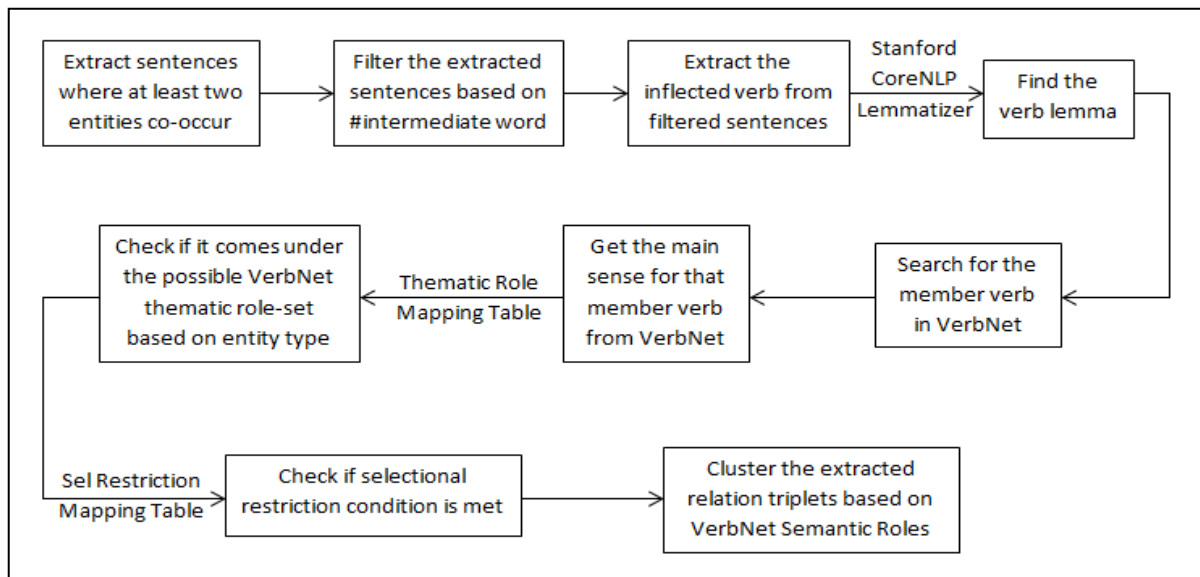 Extract sentences
where at least two
entities co-occur
Filter the extracted
sentences based on
#intermediate word
Extract the
inflected verb from
filtered sentences
Stanford
CoreNLP
Lemmatizer
Find the
verb lemma
Search for the
member verb
in VerbNet
Get the main
sense for that
member verb
from VerbNet
Thematic Role
Mapping Table
Check if it comes under
the possible VerbNet
thematic role-set
based on entity type
Sel Restriction
Mapping Table
Check if selectional
restriction condition is met
Cluster the extracted
relation triplets based on
VerbNet Semantic Roles